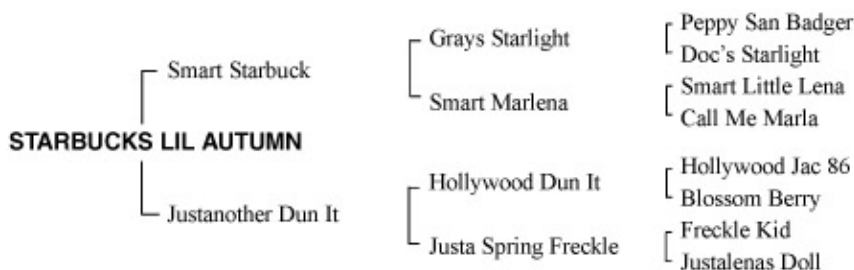 Peppy San Badger
Grays Starlight
Doc's Starlight
Smart Starbuck
Smart Little Lena
Smart Marlena
Call Me Marla
STARBUCKS LIL AUTUMN
Hollywood Jac 86
Hollywood Dun It
Blossom Berry
Justanother Dun It
Freckle Kid
Justa Spring Freckle
Justalenas Doll